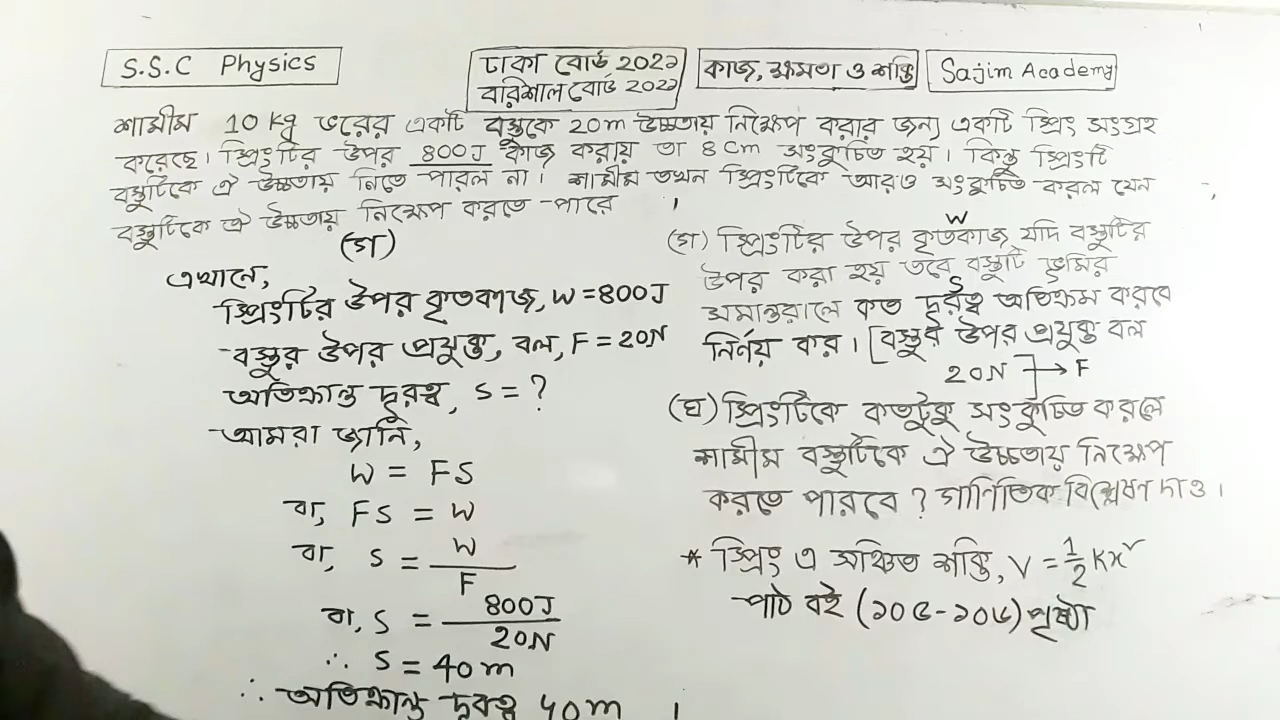 S.S.C Physics
ঢাকা বোর্ড ২০২১
বরিশাল বোর্ড ২০২১
কাজ, ক্ষমতা ও শক্তি
Sajim Academy
শামীম 10 kg ভরের একটি বস্তুকে 20m উচ্চতায় নিক্ষেপ করার জন্য একটি স্প্রিং সংগ্রহ
করেছে। স্প্রিংটির উপর 800J কাজ করায় তা ৪ cm সংকুচিত হয়। কিন্তু স্প্রিংটি
বস্তুটিকে ঐ উচ্চতায় নিতে পারল না। শামীম তখন স্প্রিংটিকে আরও সংকুচিত করল যেন
বস্তুটিকে ঐ উচ্চতায় নিক্ষেপ করতে পারে
(গ)
এখানে,
স্প্রিংটির উপর কৃতকাজ, W = 800J
বস্তুর উপর প্রযুক্ত, বল, F = 20N
অতিক্রান্ত দূরত্ব, S = ?
আমরা জানি,
W = FS
বা, FS = W
বা, S = W
F
বা, S = 800J
20N
∴ S = 40m
∴ অতিক্রান্ত দূরত্ব 40m
W
(গ) স্প্রিংটির উপর কৃতকাজ যদি বস্তুটির
উপর করা হয় তবে বস্তুটি ভূমির
S
সমান্তরালে কত দূরত্ব অতিক্রম করবে
নির্ণয় কর। [বস্তুর উপর প্রযুক্ত বল
20N] → F
(ঘ) স্প্রিংটিকে কতটুকু সংকুচিত করলে
শামীম বস্তুটিকে ঐ উচ্চতায় নিক্ষেপ
করতে পারবে ? গাণিতিক বিশ্লেষণ দাও।
* স্প্রিং এ সঞ্চিত শক্তি, V = 1/2 Kx²
পাঠ বই (১০৫-১০৬) পৃষ্ঠা